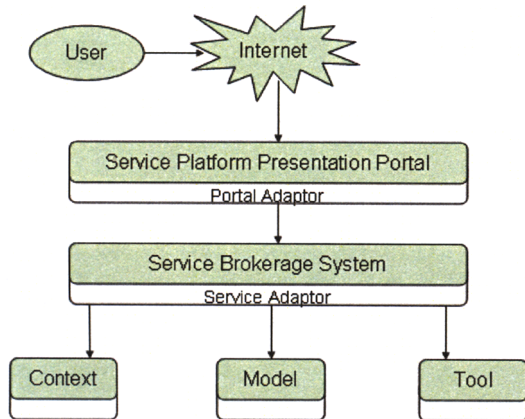 User
Internet
Service Platform Presentation Portal
Portal Adaptor
Service Brokerage System
Service Adaptor
Context
Model
Tool